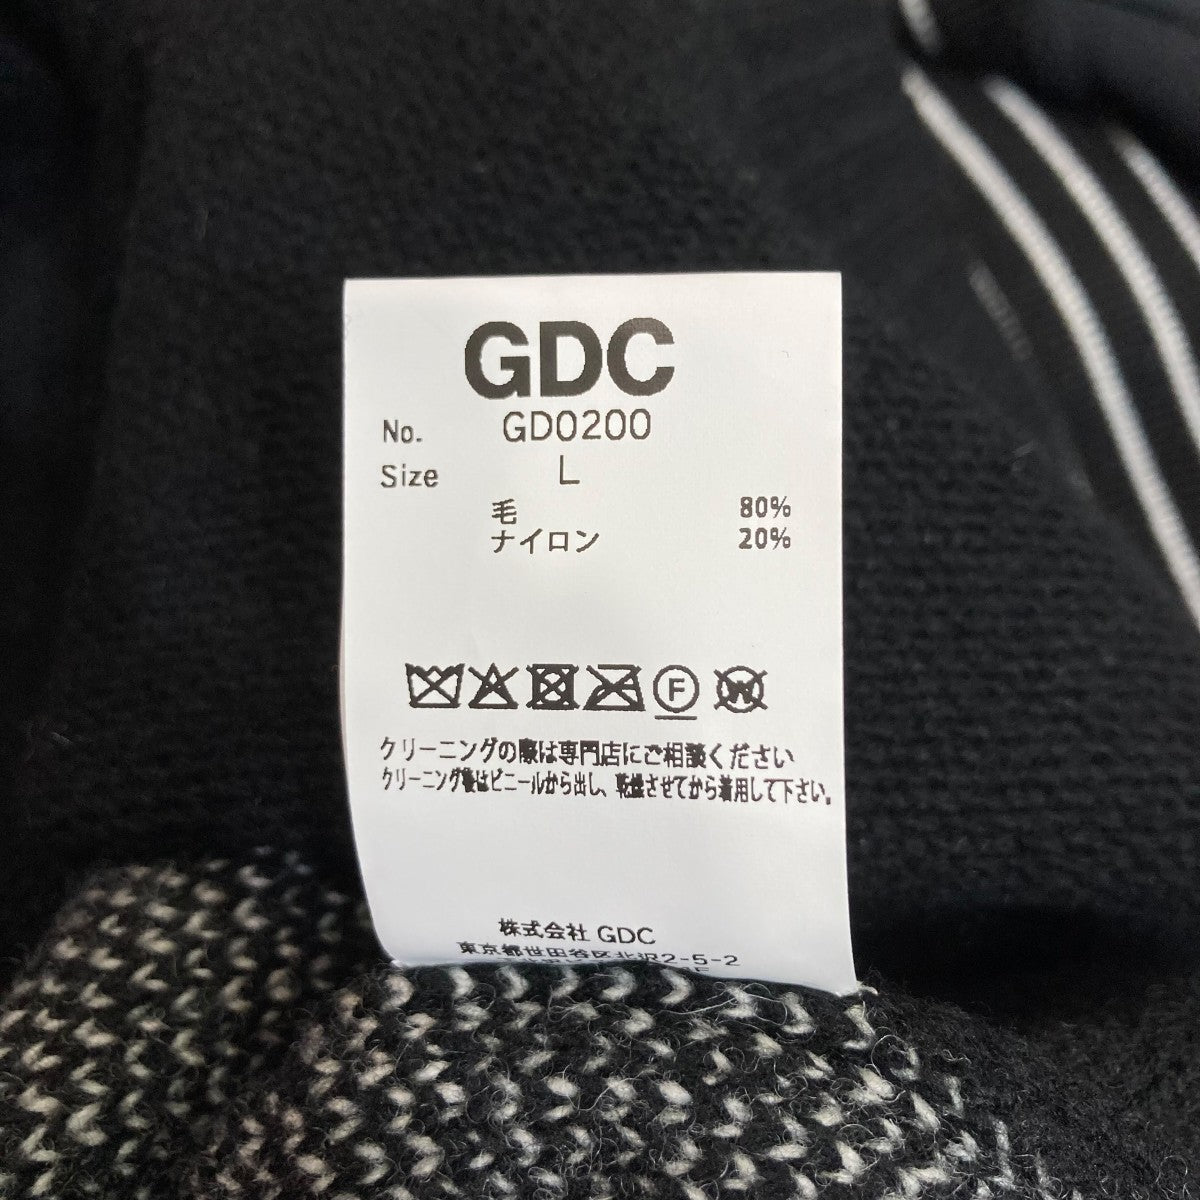 GDC
No. GD0200
Size L
毛 80%
ナイロン 20%
F W
クリーニングの際は専門店にご相談ください
クリーニング後はビニールから出し、乾燥させてから着用して下さい。
株式会社 GDC
東京都世田谷区北沢2-5-2